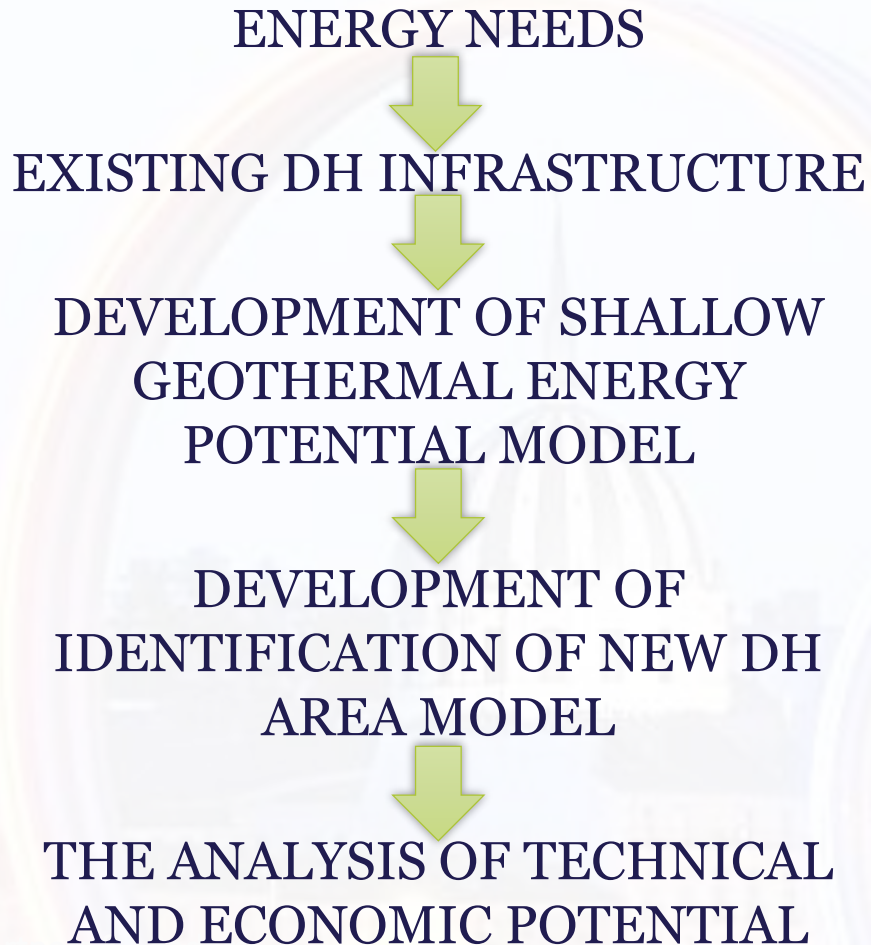 ENERGY NEEDS
EXISTING DH INFRASTRUCTURE
DEVELOPMENT OF SHALLOW
GEOTHERMAL ENERGY
POTENTIAL MODEL
DEVELOPMENT OF
IDENTIFICATION OF NEW DH
AREA MODEL
THE ANALYSIS OF TECHNICAL
AND ECONOMIC POTENTIAL